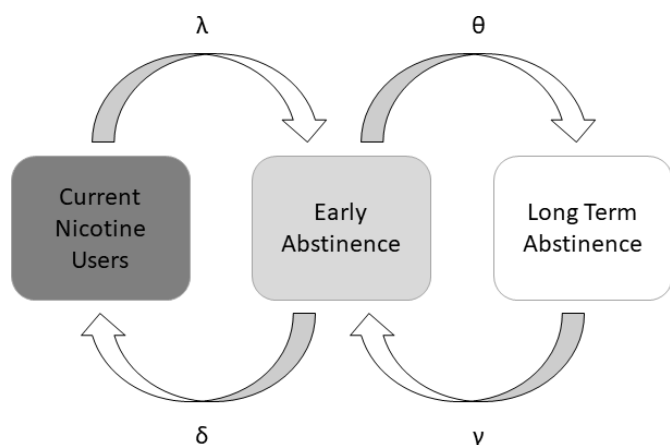 λ
θ
Current
Nicotine
Users
Early
Abstinence
Long Term
Abstinence
δ
γ